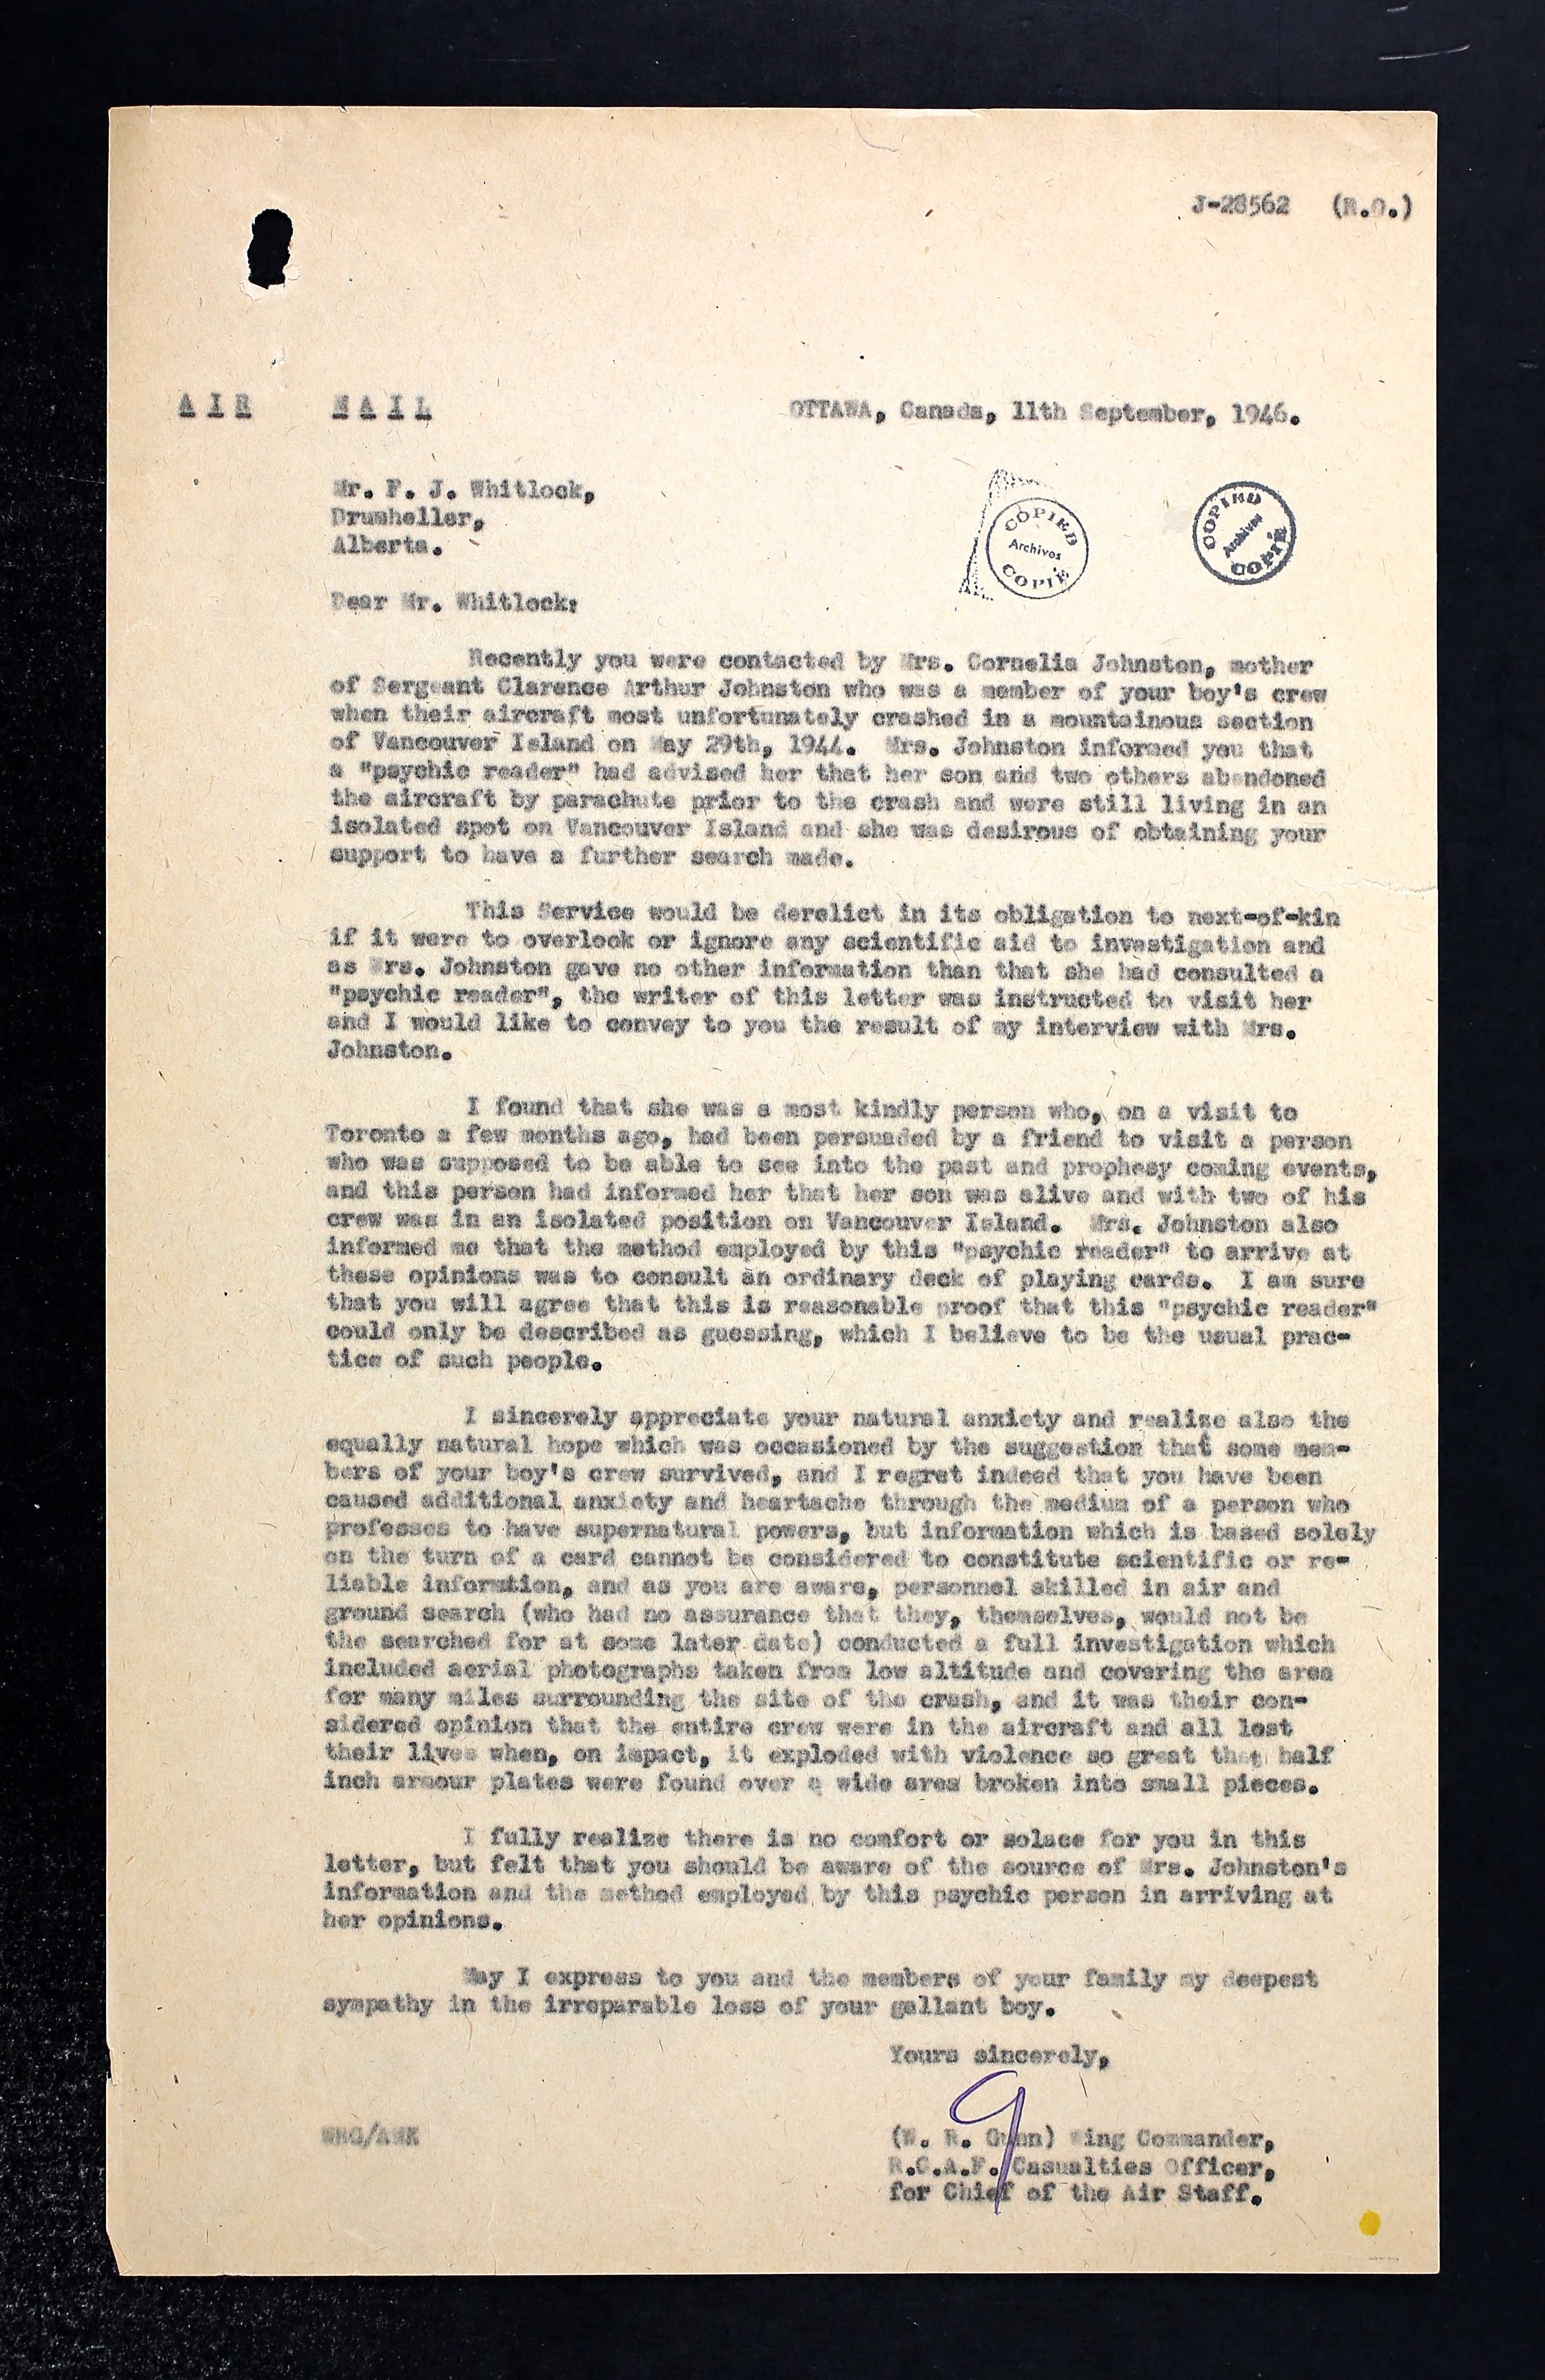 J-28562 (R.O.)
AIR MAIL
OTTAWA, Canada, 11th September, 1946.
Mr. F. J. Whitlock,
Drumheller,
Alberta.
COPIED
Archives
COPIÉ
COPIED
Archives
COPIÉ
Dear Mr. Whitlock:
Recently you were contacted by Mrs. Cornelia Johnston, mother
of Sergeant Clarence Arthur Johnston who was a member of your boy's crew
when their aircraft most unfortunately crashed in a mountainous section
of Vancouver Island on May 29th, 1944. Mrs. Johnston informed you that
a "psychic reader" had advised her that her son and two others abandoned
the aircraft by parachute prior to the crash and were still living in an
isolated spot on Vancouver Island and she was desirous of obtaining your
support to have a further search made.
This Service would be derelict in its obligation to next-of-kin
if it were to overlook or ignore any scientific aid to investigation and
as Mrs. Johnston gave no other information than that she had consulted a
"psychic reader", the writer of this letter was instructed to visit her
and I would like to convey to you the result of my interview with Mrs.
Johnston.
I found that she was a most kindly person who, on a visit to
Toronto a few months ago, had been persuaded by a friend to visit a person
who was supposed to be able to see into the past and prophesy coming events,
and this person had informed her that her son was alive and with two of his
crew was in an isolated position on Vancouver Island. Mrs. Johnston also
informed me that the method employed by this "psychic reader" to arrive at
these opinions was to consult an ordinary deck of playing cards. I am sure
that you will agree that this is reasonable proof that this "psychic reader"
could only be described as guessing, which I believe to be the usual prac-
tice of such people.
I sincerely appreciate your natural anxiety and realize also the
equally natural hope which was occasioned by the suggestion that some mem-
bers of your boy's crew survived, and I regret indeed that you have been
caused additional anxiety and heartache through the medium of a person who
professes to have supernatural powers, but information which is based solely
on the turn of a card cannot be considered to constitute scientific or re-
liable information, and as you are aware, personnel skilled in air and
ground search (who had no assurance that they, themselves, would not be
the searched for at some later date) conducted a full investigation which
included aerial photographs taken from low altitude and covering the area
for many miles surrounding the site of the crash, and it was their con-
sidered opinion that the entire crew were in the aircraft and all lost
their lives when, on impact, it exploded with violence so great that half
inch armour plates were found over a wide area broken into small pieces.
I fully realize there is no comfort or solace for you in this
letter, but felt that you should be aware of the source of Mrs. Johnston's
information and the method employed by this psychic person in arriving at
her opinions.
May I express to you and the members of your family my deepest
sympathy in the irreparable loss of your gallant boy.
Yours sincerely,
WRG/AWK
(W. R. Gunn) Wing Commander,
R.C.A.F. Casualties Officer,
for Chief of the Air Staff.